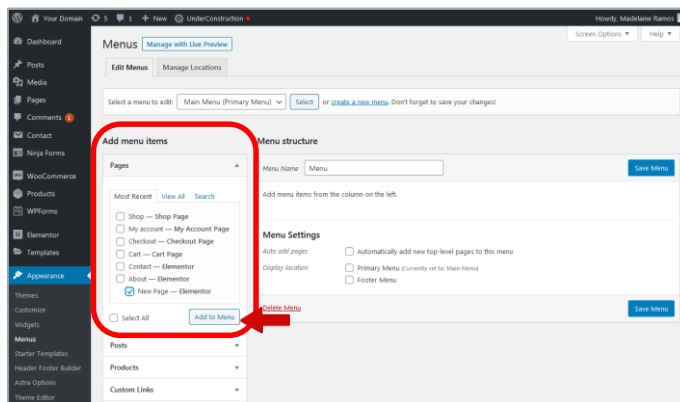 Your Domain 5 1 + New UnderConstruction Howdy, Madelaine Ramos
Screen Options ▼ Help ▼
Dashboard
Posts
Media
Pages
Comments 1
Contact
Ninja Forms
WooCommerce
Products
WPForms
Elementor
Templates
Appearance
Themes
Customize
Widgets
Menus
Starter Templates
Header Footer Builder
Astra Options
Theme Editor
Menus Manage with Live Preview
Edit Menus Manage Locations
Select a menu to edit: Main Menu (Primary Menu) Select or create a new menu. Don't forget to save your changes!
Add menu items
Pages
Most Recent View All Search
Shop — Shop Page
My account — My Account Page
Checkout — Checkout Page
Cart — Cart Page
Contact — Elementor
About — Elementor
New Page — Elementor
Select All Add to Menu
Posts
Products
Custom Links
Menu structure
Menu Name Menu Save Menu
Add menu items from the column on the left.
Menu Settings
Auto add pages Automatically add new top-level pages to this menu
Display location Primary Menu (Currently set to: Main Menu)
Footer Menu
Delete Menu Save Menu